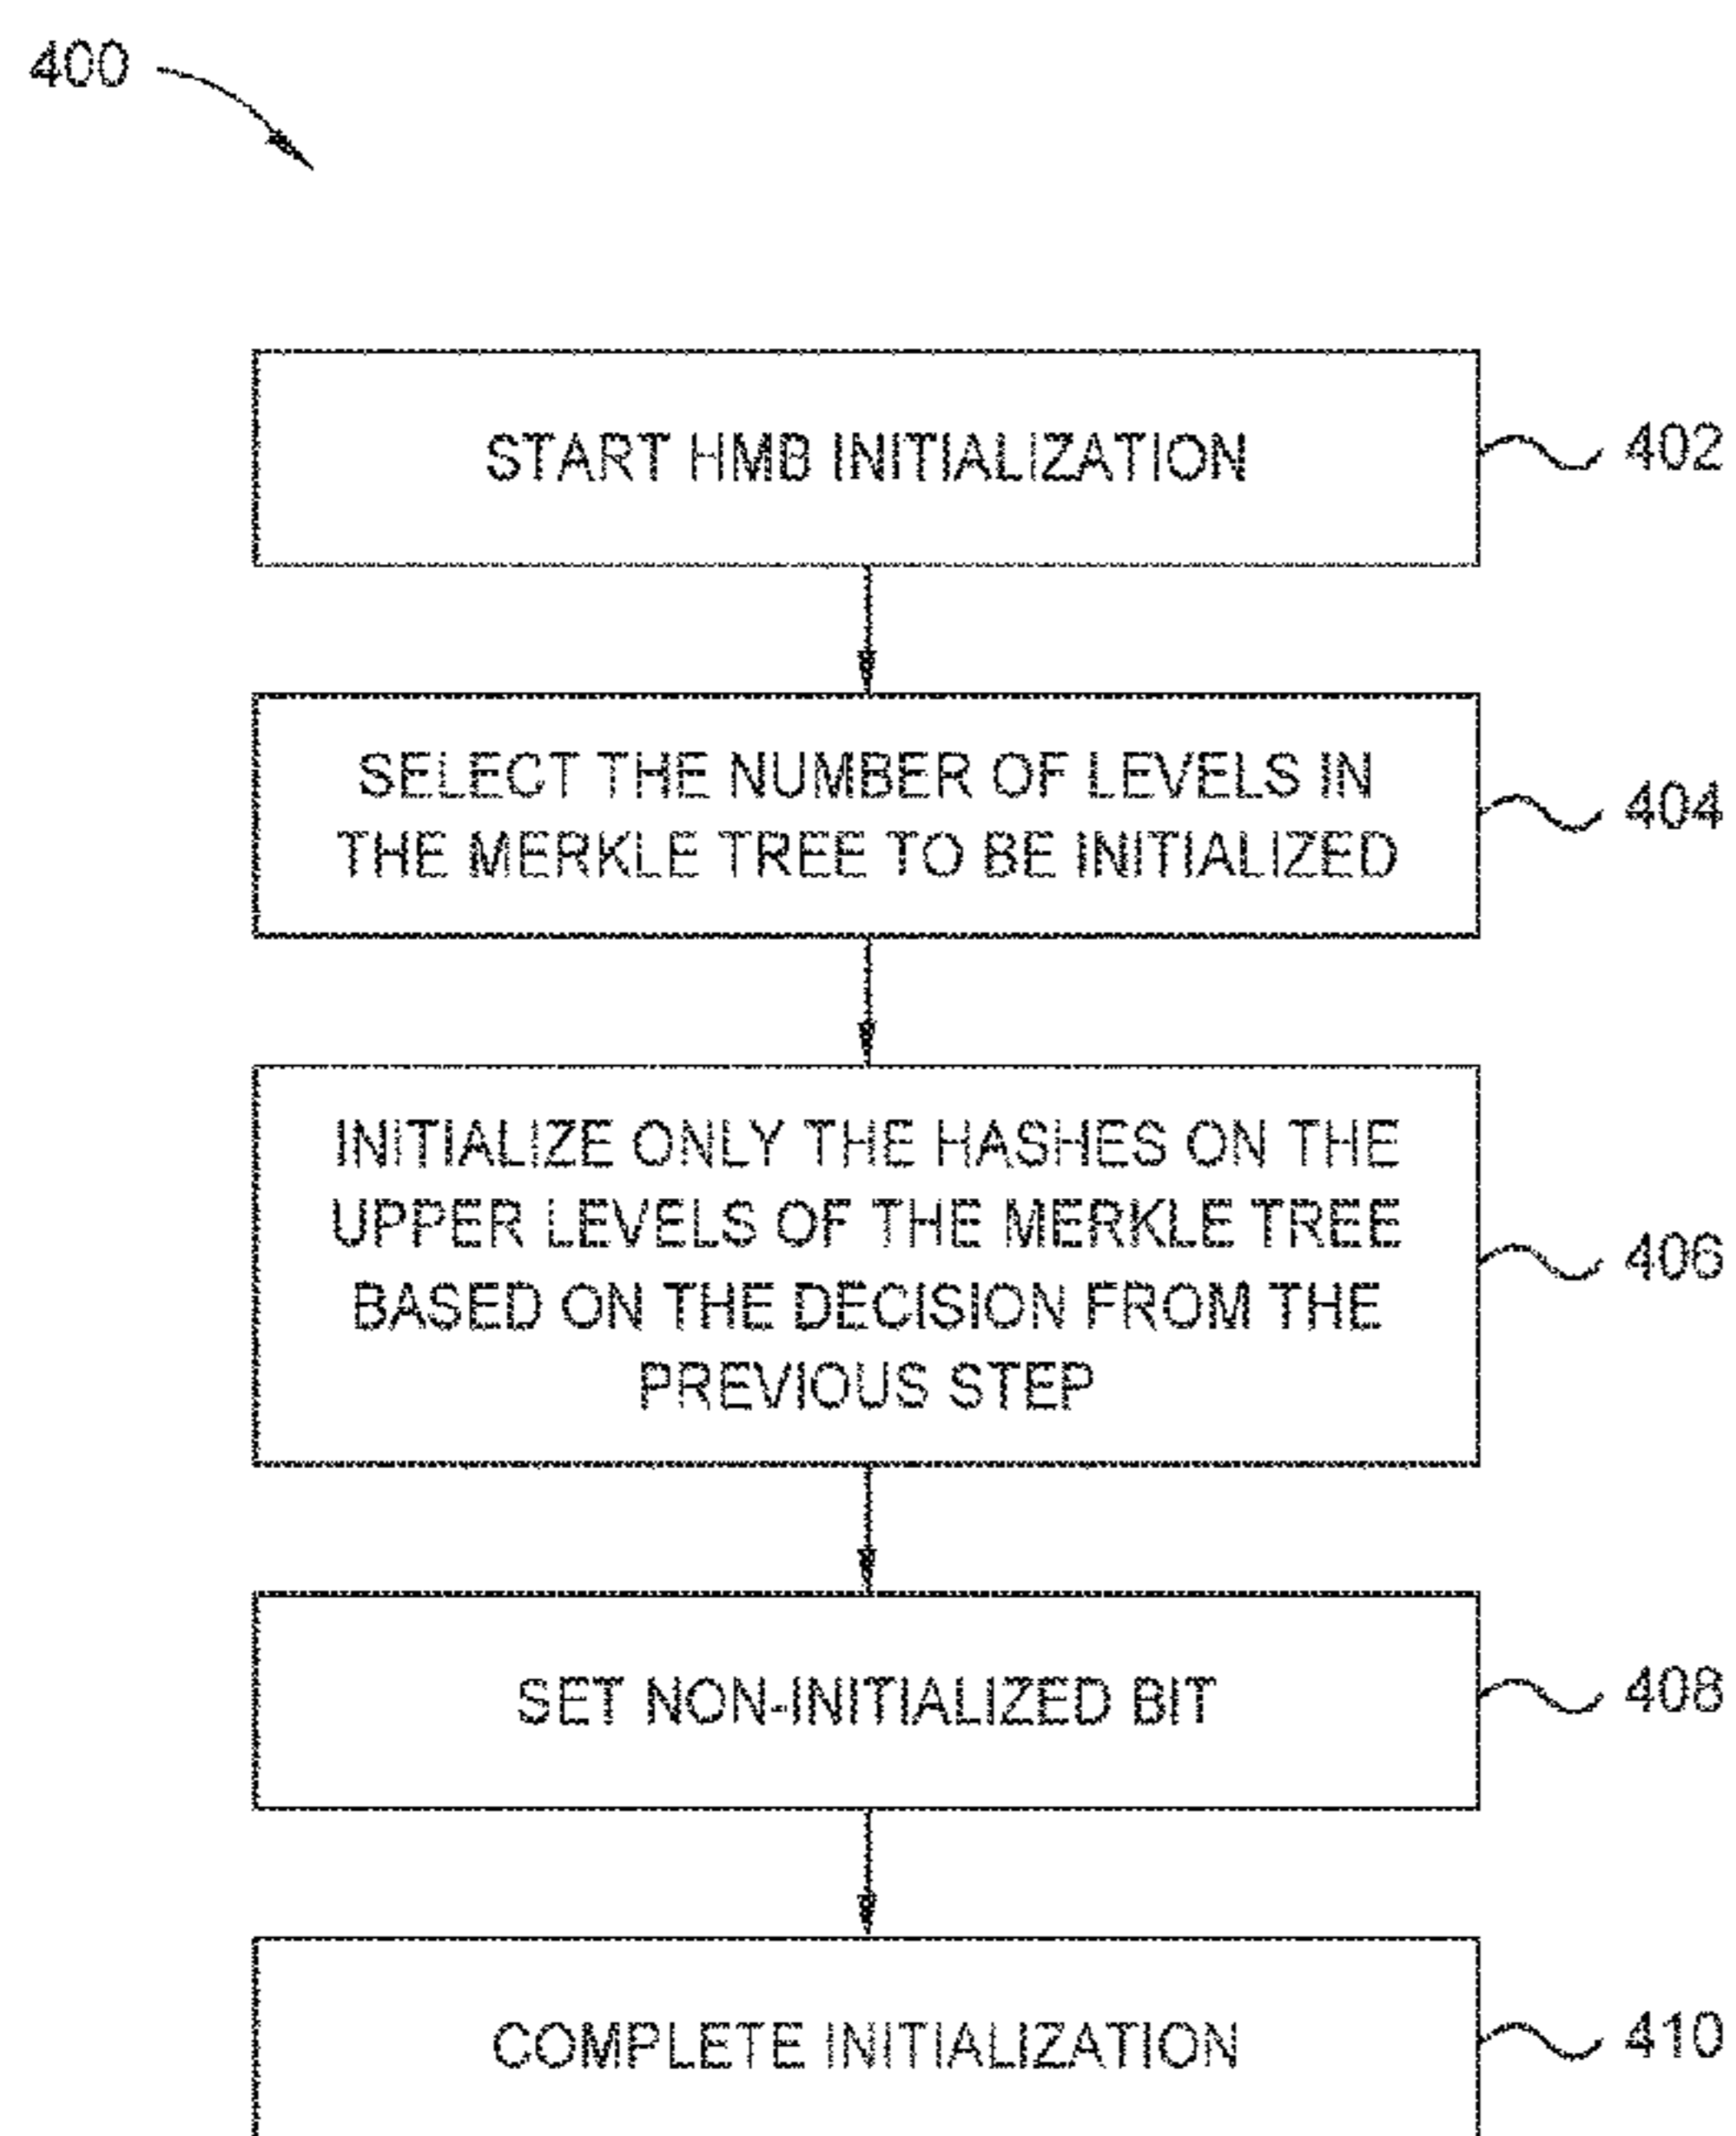 400
START HMB INITIALIZATION
402
SELECT THE NUMBER OF LEVELS IN
THE MERKLE TREE TO BE INITIALIZED
404
INITIALIZE ONLY THE HASHES ON THE
UPPER LEVELS OF THE MERKLE TREE
BASED ON THE DECISION FROM THE
PREVIOUS STEP
406
SET NON-INITIALIZED BIT
408
COMPLETE INITIALIZATION
410